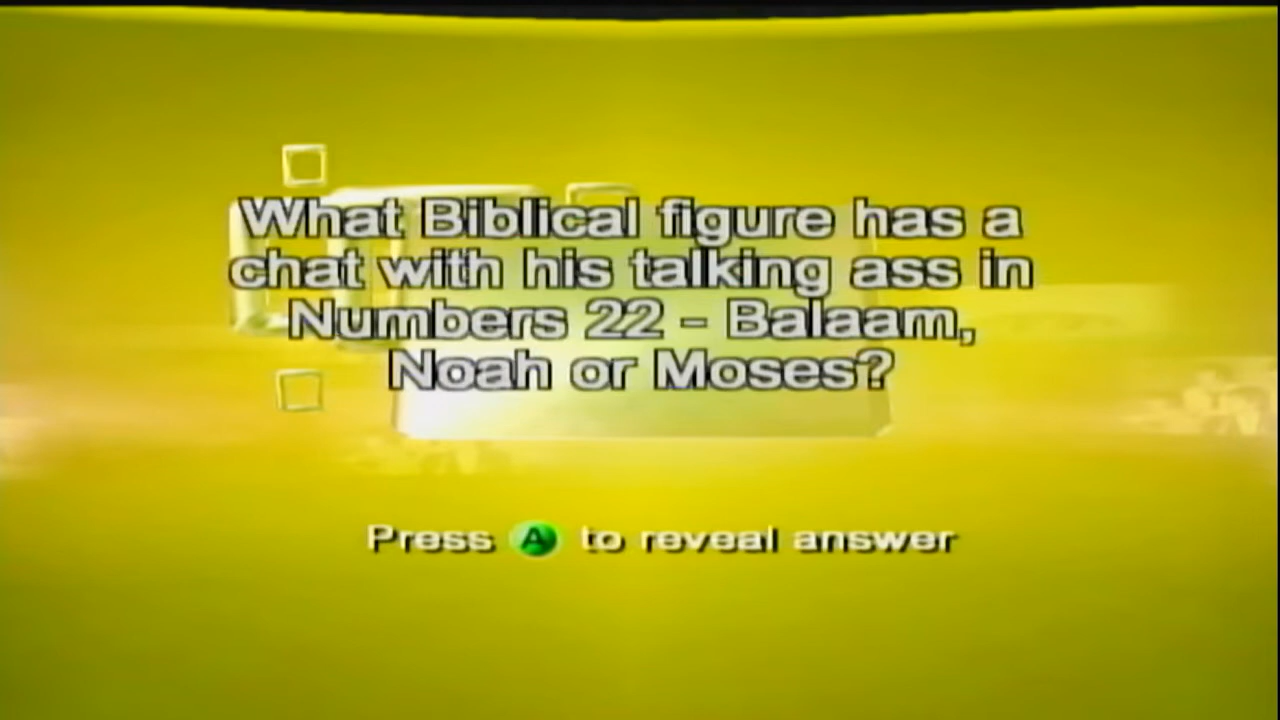 What Biblical figure has a
chat with his talking ass in
Numbers 22 - Balaam,
Noah or Moses?
Press A to reveal answer